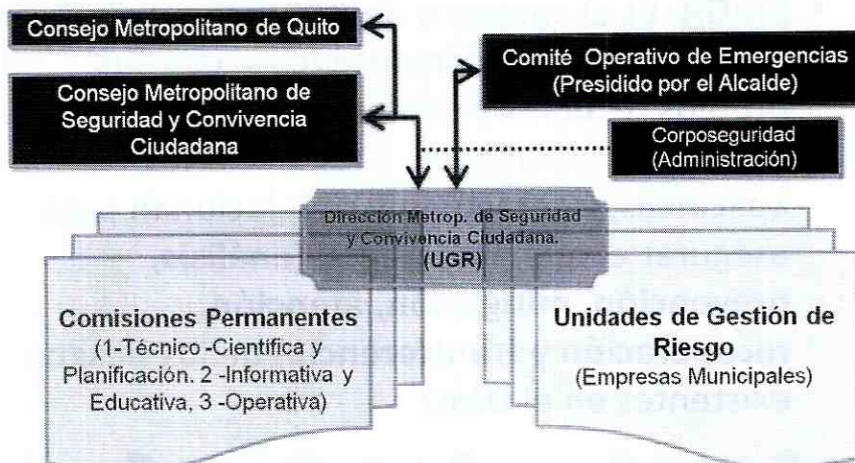 Consejo Metropolitano de Quito
Consejo Metropolitano de
Seguridad y Convivencia
Ciudadana
Comité Operativo de Emergencias
(Presidido por el Alcalde)
Corposeguridad
(Administración)
Dirección Metrop. de Seguridad
y Convivencia Ciudadana.
(UGR)
Comisiones Permanentes
(1-Técnico -Científica y
Planificación. 2 -Informativa y
Educativa, 3 -Operativa)
Unidades de Gestión de
Riesgo
(Empresas Municipales)